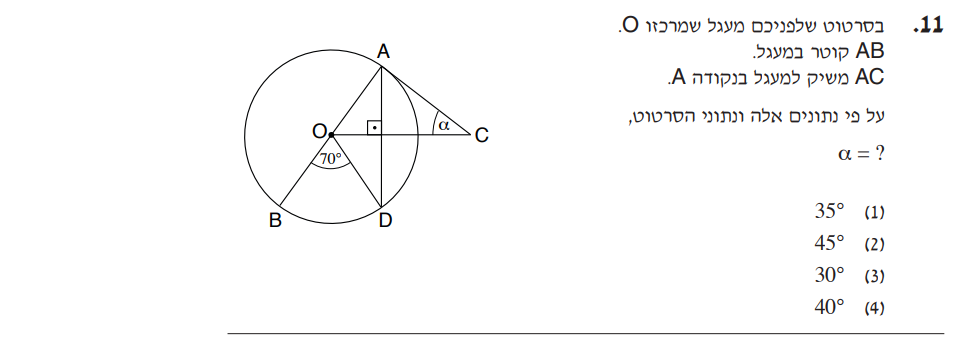 11. בסרטוט שלפניכם מעגל שמרכזו O.
AB קוטר במעגל.
AC משיק למעגל בנקודה A.
על פי נתונים אלה ונתוני הסרטוט,
α = ?
(1) 35°
(2) 45°
(3) 30°
(4) 40°
A
O
α
C
70°
B
D